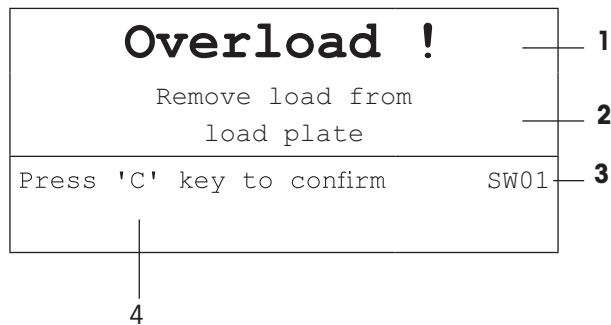 Overload ! 1
Remove load from
load plate 2
Press 'C' key to confirm SW01 3
4